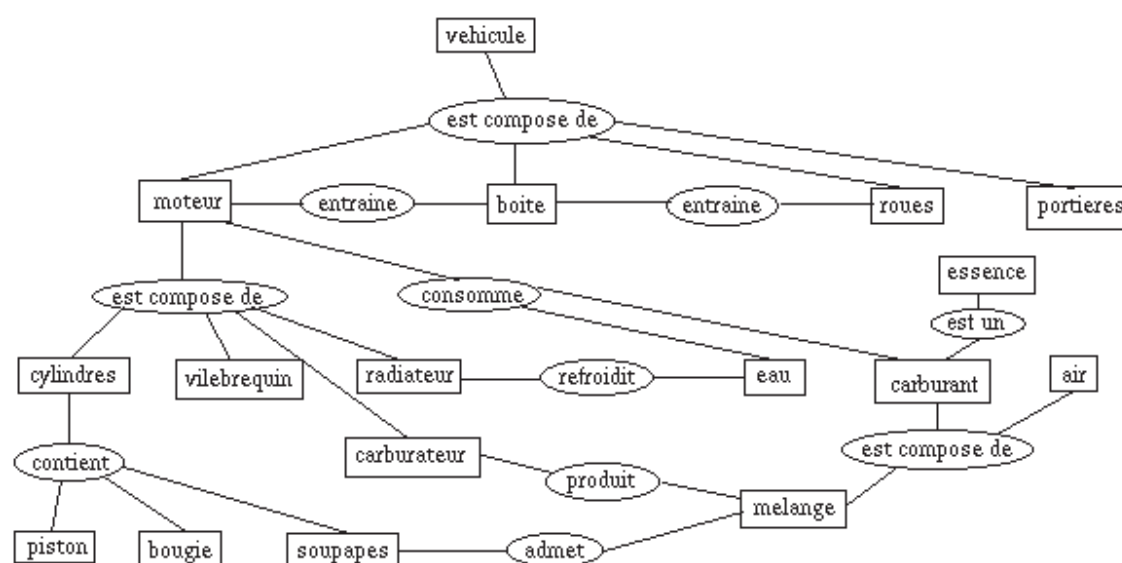 vehicule
est compose de
moteur
entraine
boite
entraine
roues
portieres
essence
est compose de
consomme
est un
cylindres
vilebrequin
radiateur
refroidit
eau
carburant
air
contient
carburateur
est compose de
produit
melange
piston
bougie
soupapes
admet